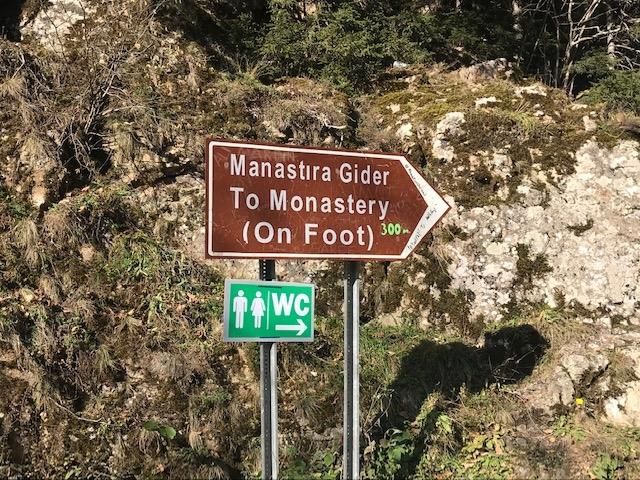 Manastıra Gider
To Monastery
(On Foot) 300m
WC